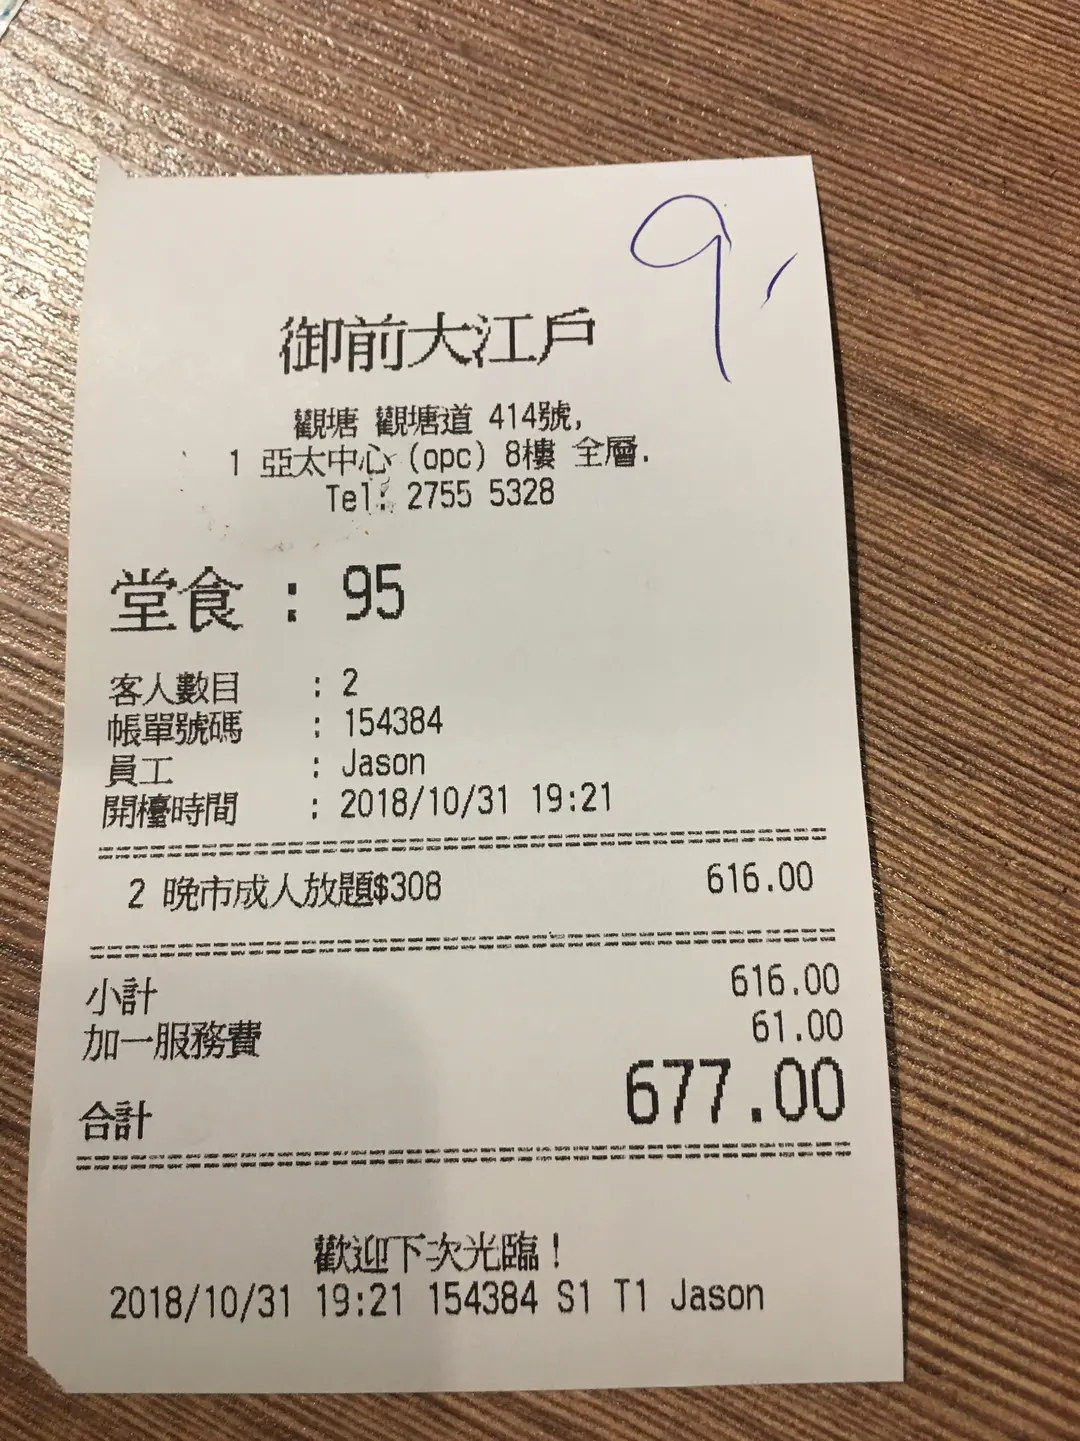 9,
御前大江戶
觀塘 觀塘道 414號,
1 亞太中心 (opc) 8樓 全層.
Tel: 2755 5328
堂食 : 95
客人數目 : 2
帳單號碼 : 154384
員工 : Jason
開檯時間 : 2018/10/31 19:21
2 晚市成人放題$308 616.00
小計 616.00
加一服務費 61.00
合計 677.00
歡迎下次光臨!
2018/10/31 19:21 154384 S1 T1 Jason